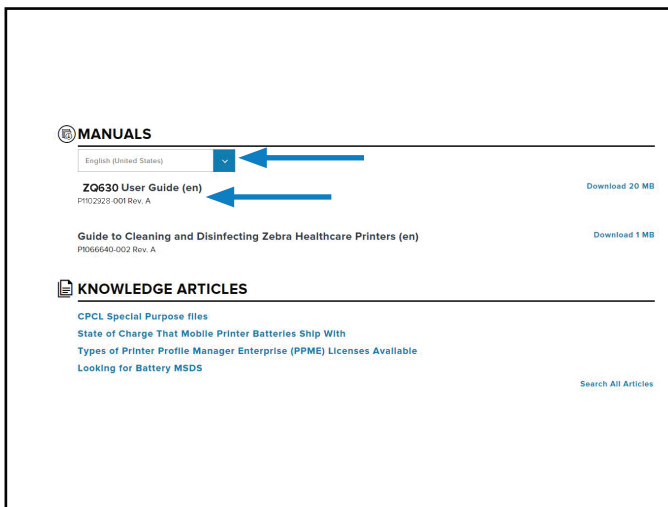 MANUALS
English (United States)
ZQ630 User Guide (en)
Download 20 MB
P1102928-001 Rev. A
Guide to Cleaning and Disinfecting Zebra Healthcare Printers (en)
Download 1 MB
P1066640-002 Rev. A
KNOWLEDGE ARTICLES
CPCL Special Purpose files
State of Charge That Mobile Printer Batteries Ship With
Types of Printer Profile Manager Enterprise (PPME) Licenses Available
Looking for Battery MSDS
Search All Articles